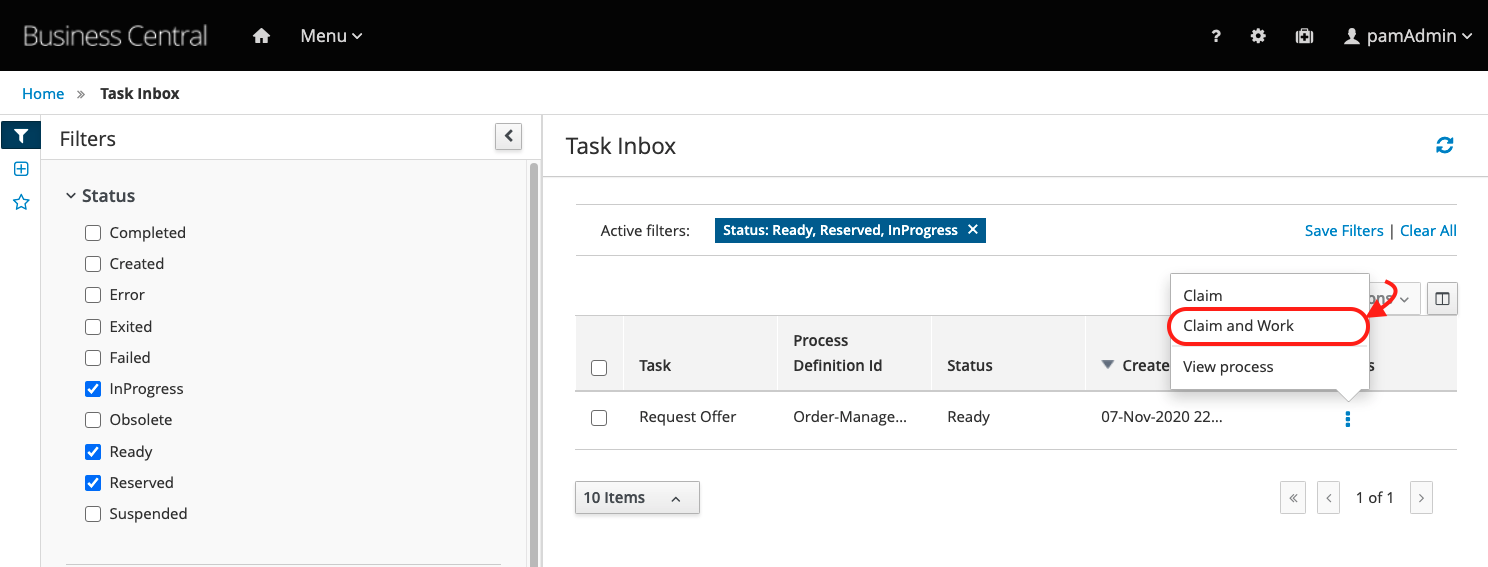 Business Central
Menu
?
pamAdmin
Home » Task Inbox
Filters
Status
Completed
Created
Error
Exited
Failed
InProgress
Obsolete
Ready
Reserved
Suspended
Task Inbox
Active filters:
Status: Ready, Reserved, InProgress ×
Save Filters | Clear All
Claim
Claim and Work
View process
Task
Process
Definition Id
Status
Create
Request Offer
Order-Manage...
Ready
07-Nov-2020 22...
10 Items
« ‹ 1 of 1 ›